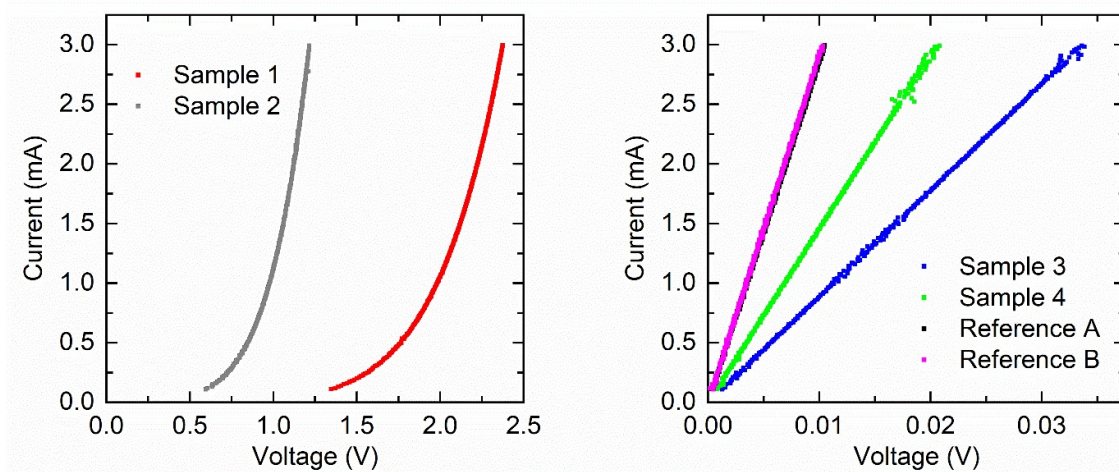 3.0
2.5
2.0
1.5
1.0
0.5
0.0
Current (mA)
Sample 1
Sample 2
0.0 0.5 1.0 1.5 2.0 2.5
Voltage (V)
3.0
2.5
2.0
1.5
1.0
0.5
0.0
Current (mA)
Sample 3
Sample 4
Reference A
Reference B
0.00 0.01 0.02 0.03
Voltage (V)